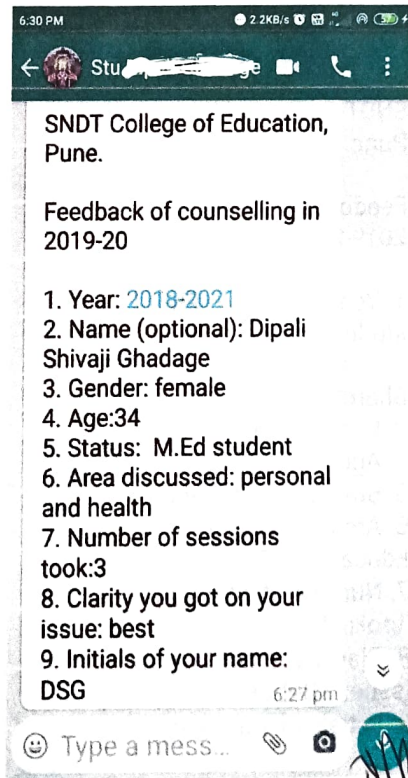 6:30 PM 2.2KB/s 57
Stu
SNDT College of Education,
Pune.
Feedback of counselling in
2019-20
1. Year: 2018-2021
2. Name (optional): Dipali
Shivaji Ghadage
3. Gender: female
4. Age:34
5. Status:  M.Ed student
6. Area discussed: personal
and health
7. Number of sessions
took:3
8. Clarity you got on your
issue: best
9. Initials of your name:
DSG
6:27 pm
Type a mess...